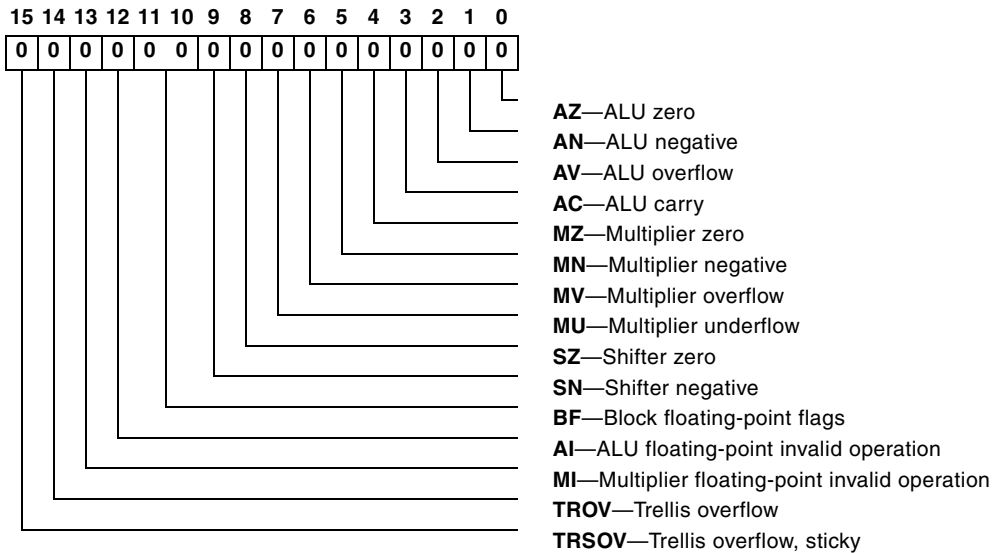 15 14 13 12 11 10 9 8 7 6 5 4 3 2 1 0
0 0 0 0 0 0 0 0 0 0 0 0 0 0 0 0
AZ—ALU zero
AN—ALU negative
AV—ALU overflow
AC—ALU carry
MZ—Multiplier zero
MN—Multiplier negative
MV—Multiplier overflow
MU—Multiplier underflow
SZ—Shifter zero
SN—Shifter negative
BF—Block floating-point flags
AI—ALU floating-point invalid operation
MI—Multiplier floating-point invalid operation
TROV—Trellis overflow
TRSOV—Trellis overflow, sticky